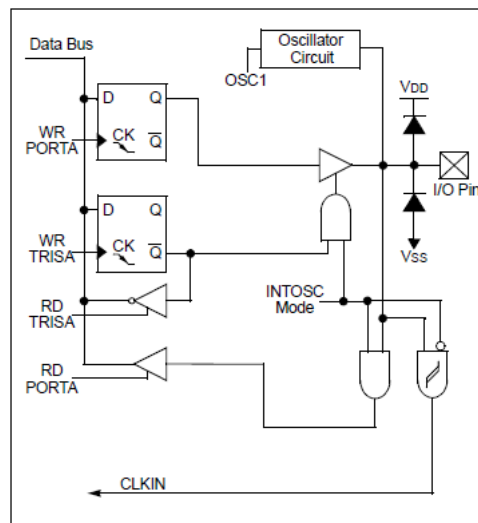 Data Bus
Oscillator
Circuit
OSC1
VDD
D
Q
WR
PORTA
CK
Q
I/O Pin
D
Q
WR
TRISA
CK
Q
VSS
INTOSC
Mode
RD
TRISA
RD
PORTA
CLKIN